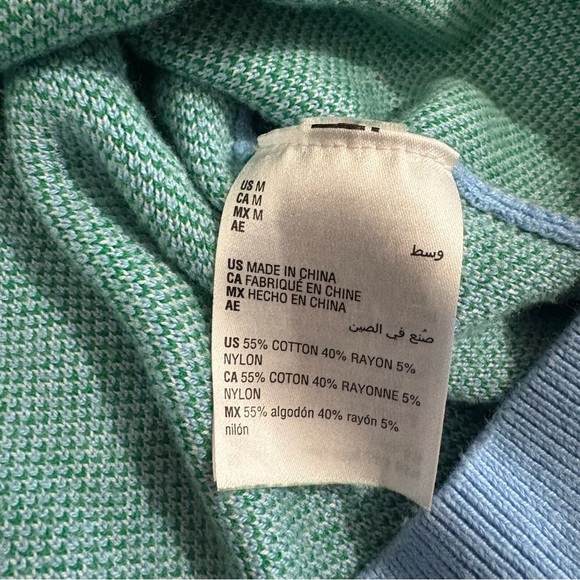 US M
CA M
MX M
AE
وسط
US MADE IN CHINA
CA FABRIQUÉ EN CHINE
MX HECHO EN CHINA
AE
صُنع في الصين
US 55% COTTON 40% RAYON 5%
NYLON
CA 55% COTON 40% RAYONNE 5%
NYLON
MX 55% algodón 40% rayón 5%
nilón